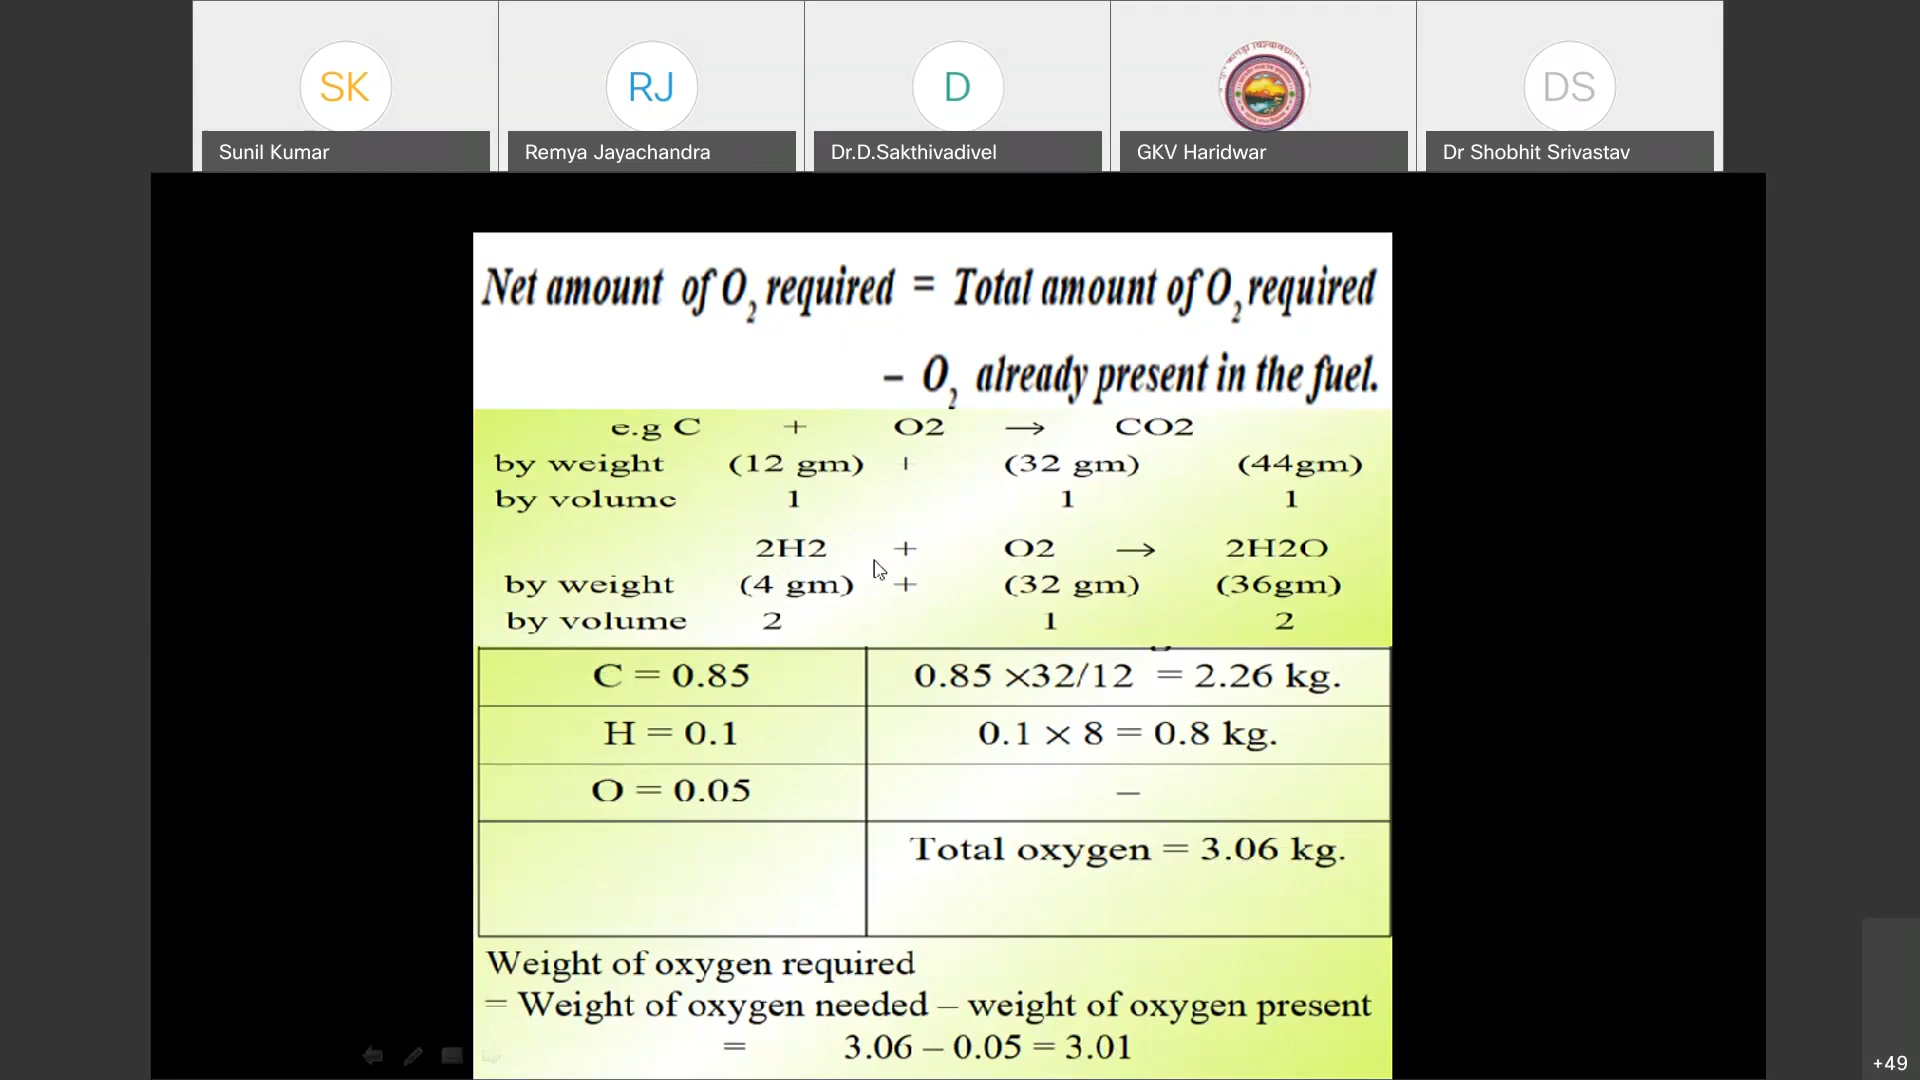 SK
RJ
D
DS
Sunil Kumar
Remya Jayachandra
Dr.D.Sakthivadivel
GKV Haridwar
Dr Shobhit Srivastav
Net amount of O2 required = Total amount of O2 required
– O2 already present in the fuel.
e.g C + O2 → CO2
by weight (12 gm) + (32 gm) (44gm)
by volume 1 1 1
2H2 + O2 → 2H2O
by weight (4 gm) + (32 gm) (36gm)
by volume 2 1 2
C = 0.85 0.85 ×32/12 = 2.26 kg.
H = 0.1 0.1 × 8 = 0.8 kg.
O = 0.05 –
Total oxygen = 3.06 kg.
Weight of oxygen required
= Weight of oxygen needed – weight of oxygen present
= 3.06 – 0.05 = 3.01
+49